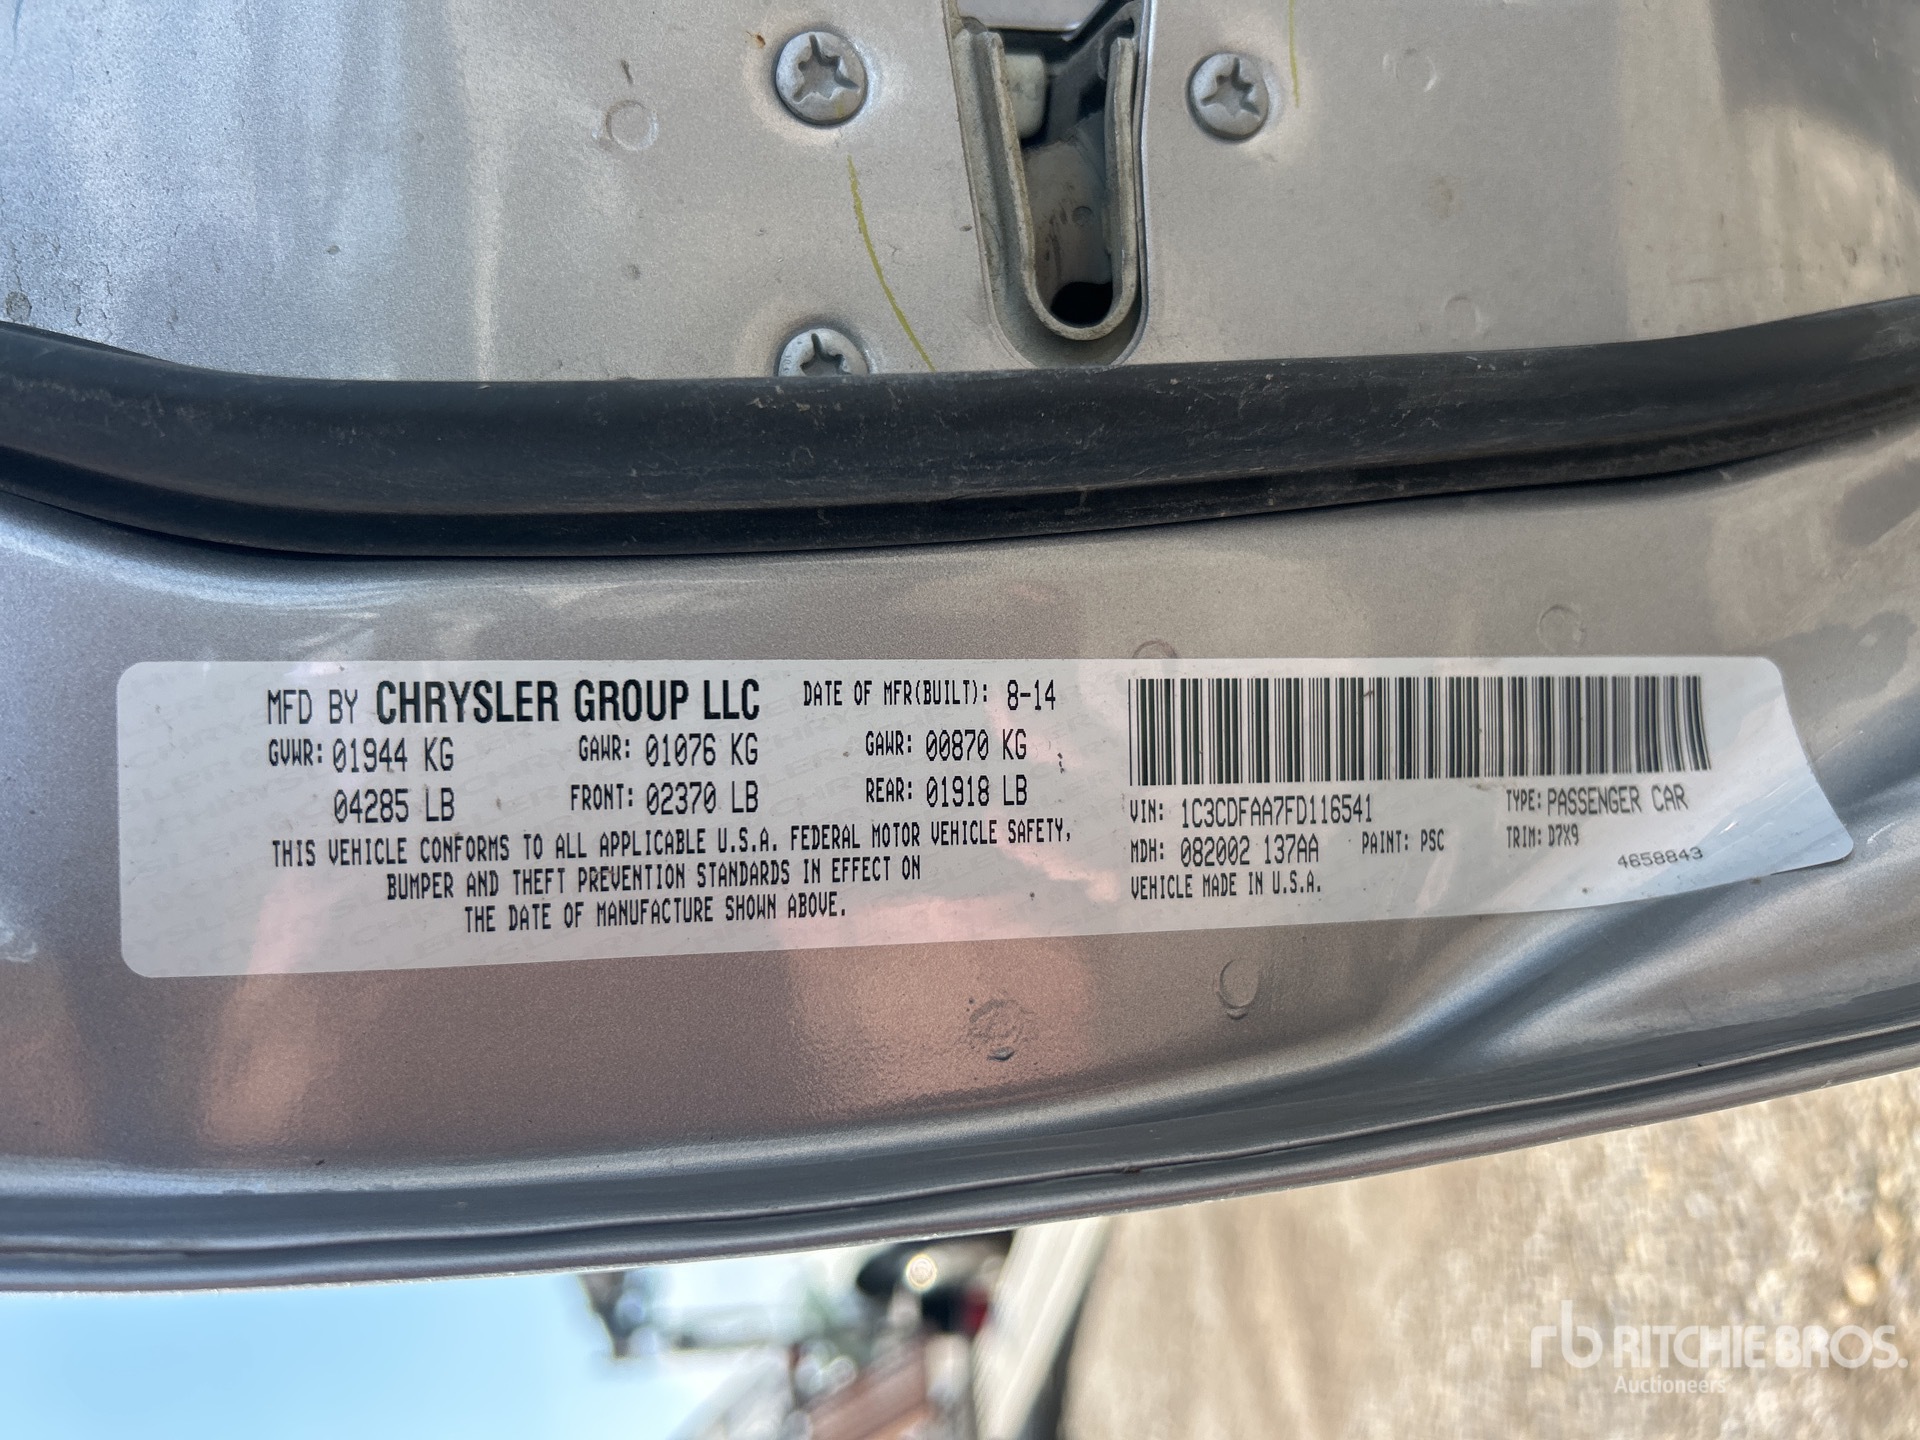 MFD BY CHRYSLER GROUP LLC DATE OF MFR(BUILT): 8-14
GVWR: 01944 KG GAWR: 01076 KG GAWR: 00870 KG
04285 LB FRONT: 02370 LB REAR: 01918 LB
THIS VEHICLE CONFORMS TO ALL APPLICABLE U.S.A. FEDERAL MOTOR VEHICLE SAFETY,
BUMPER AND THEFT PREVENTION STANDARDS IN EFFECT ON
THE DATE OF MANUFACTURE SHOWN ABOVE.
VIN: 1C3CDFAA7FD116541 TYPE: PASSENGER CAR
MDH: 082002 137AA PAINT: PSC TRIM: D7X9
VEHICLE MADE IN U.S.A. 4658843
rb RITCHIE BROS.
Auctioneers